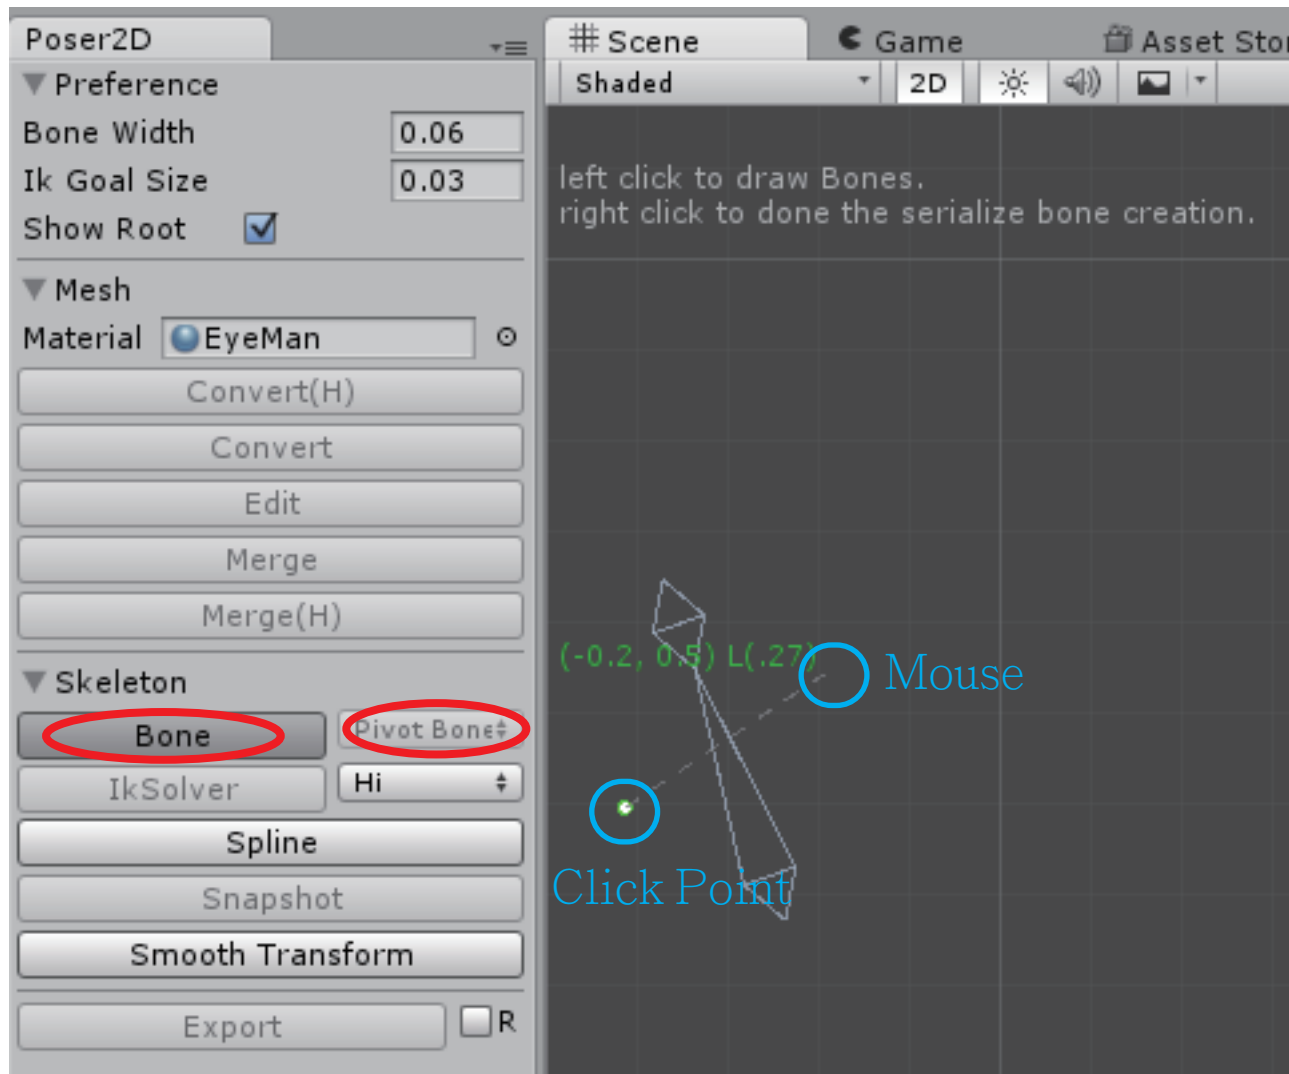 Poser2D
Preference
Bone Width 0.06
Ik Goal Size 0.03
Show Root
Mesh
Material EyeMan
Convert(H)
Convert
Edit
Merge
Merge(H)
Skeleton
Bone Pivot Bone
IkSolver Hi
Spline
Snapshot
Smooth Transform
Export R
Scene Game Asset Stor
Shaded 2D
left click to draw Bones.
right click to done the serialize bone creation.
(-0.2, 0.5) L(.27)
Mouse
Click Point